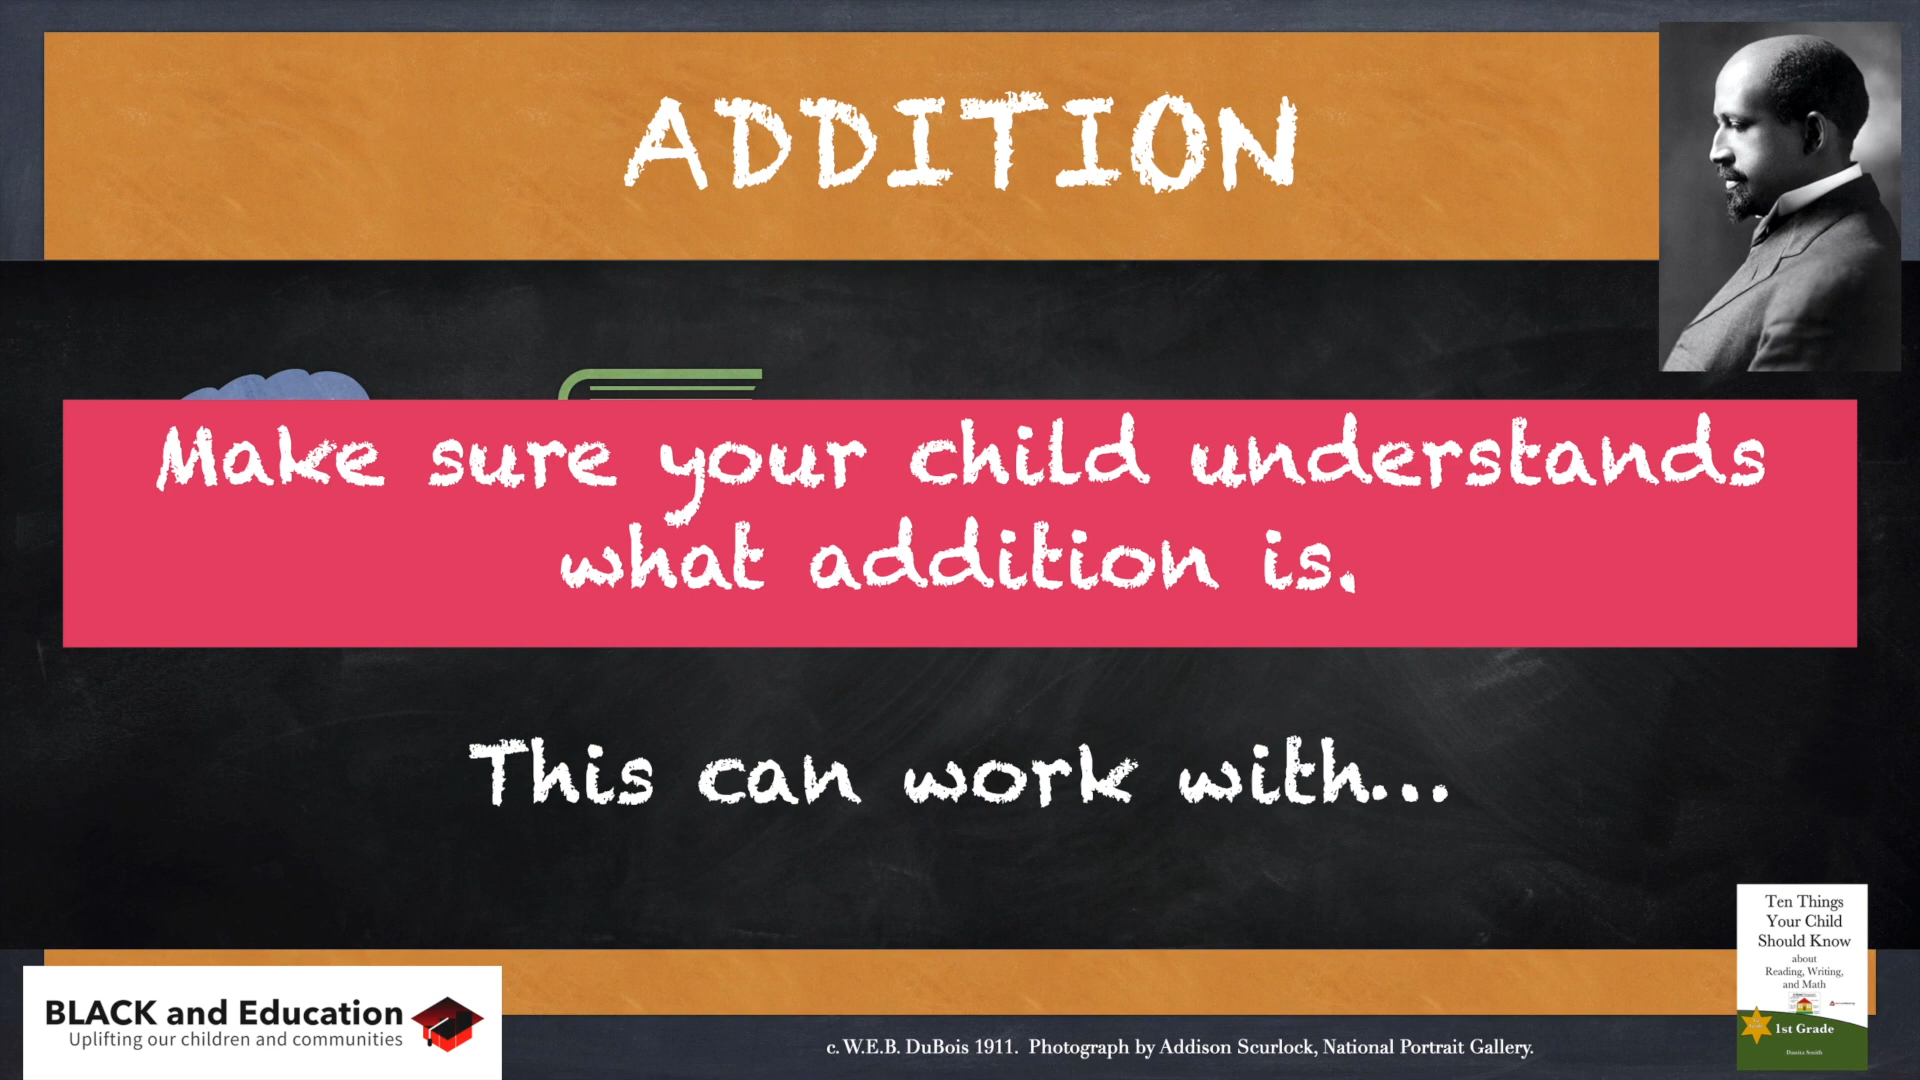 ADDITION
Make sure your child understands
what addition is.
This can work with...
Ten Things
Your Child
Should Know
about
Reading, Writing,
and Math
1st Grade
BLACK and Education
Uplifting our children and communities
c. W.E.B. DuBois 1911. Photograph by Addison Scurlock, National Portrait Gallery.